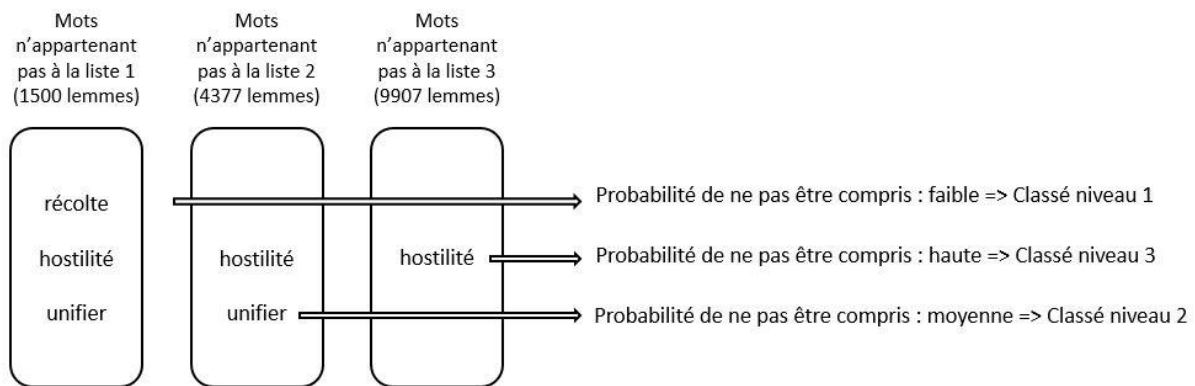 Mots
n’appartenant
pas à la liste 1
(1500 lemmes)
Mots
n’appartenant
pas à la liste 2
(4377 lemmes)
Mots
n’appartenant
pas à la liste 3
(9907 lemmes)
récolte
Probabilité de ne pas être compris : faible => Classé niveau 1
hostilité
hostilité
hostilité
Probabilité de ne pas être compris : haute => Classé niveau 3
unifier
unifier
Probabilité de ne pas être compris : moyenne => Classé niveau 2